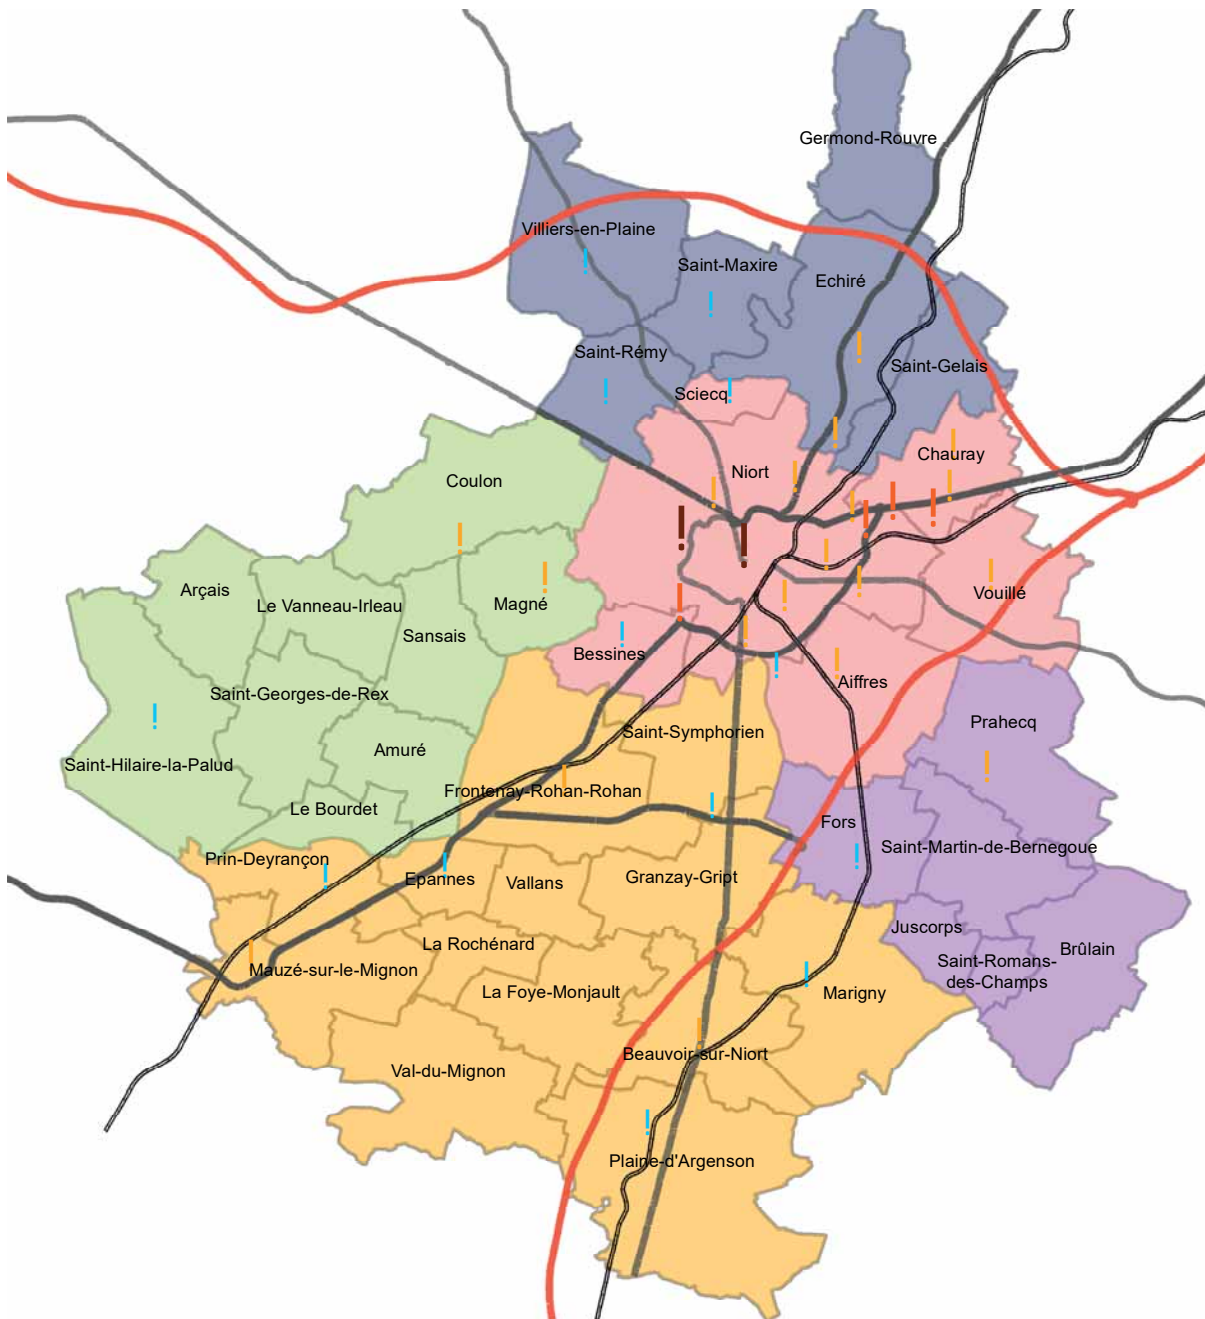 Germond-Rouvre
Villiers-en-Plaine
Saint-Maxire
Echiré
Saint-Rémy
Saint-Gelais
Sciecq
Chauray
Niort
Coulon
Arçais
Le Vanneau-Irleau
Magné
Vouillé
Sansais
Bessines
Aiffres
Saint-Georges-de-Rex
Prahecq
Saint-Symphorien
Amuré
Saint-Hilaire-la-Palud
Frontenay-Rohan-Rohan
Le Bourdet
Fors
Saint-Martin-de-Bernegoue
Prin-Deyrançon
Epannes
Vallans
Granzay-Gript
Juscorps
La Rochénard
Brûlain
Saint-Romans-
des-Champs
Mauzé-sur-le-Mignon
La Foye-Monjault
Marigny
Beauvoir-sur-Niort
Val-du-Mignon
Plaine-d'Argenson